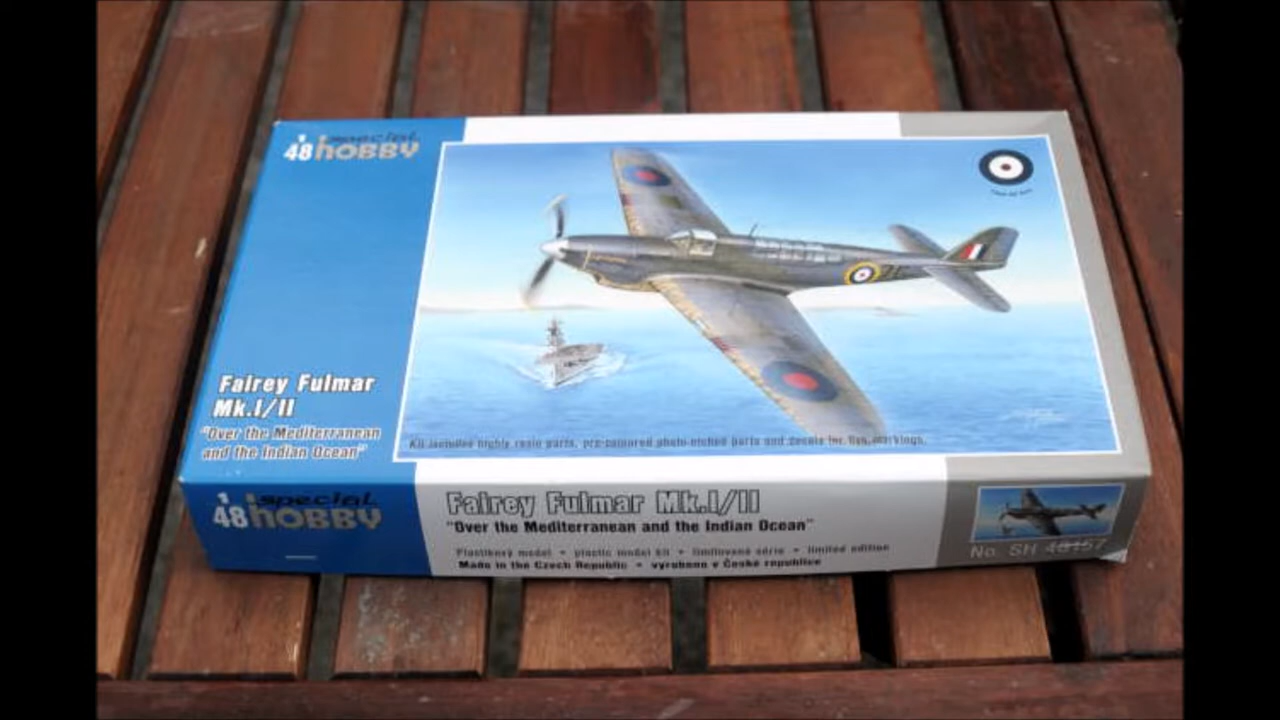 1
48 special
hobby
Fairey Fulmar
Mk.I/II
"Over the Mediterranean
and the Indian Ocean"
Kit includes highly resin parts, pre-coloured photo-etched parts and decals for five markings.
1
48 special
hobby
Fairey Fulmar Mk.I/II
"Over the Mediterranean and the Indian Ocean"
Plastikový model • plastic model kit • limitovaná série • limited edition
Made in the Czech Republic • vyrobeno v České republice
No. SH 48157